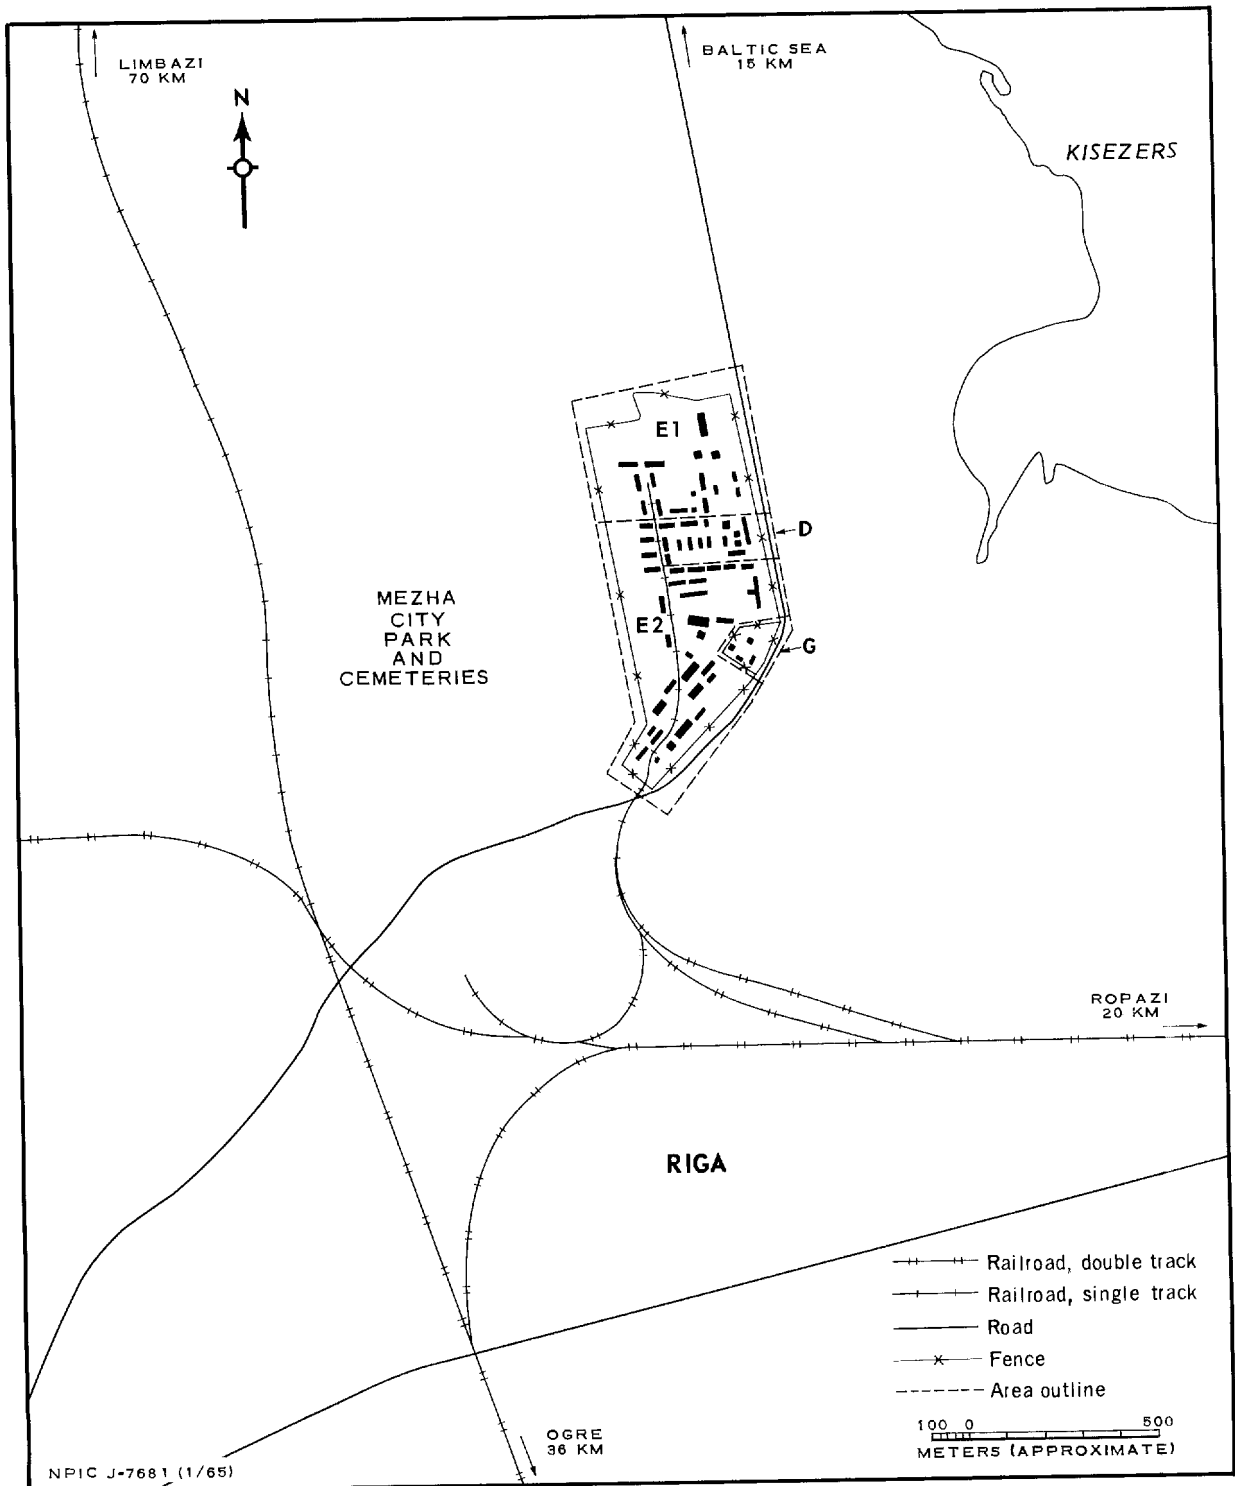 LIMBAZI
70 KM
BALTIC SEA
15 KM
N
KISEZERS
E1
D
MEZHA
CITY
PARK
AND
CEMETERIES
E2
G
ROPAZI
20 KM
RIGA
Railroad, double track
Railroad, single track
Road
Fence
Area outline
100 0 500
METERS (APPROXIMATE)
OGRE
36 KM
NPIC J-7681 (1/65)